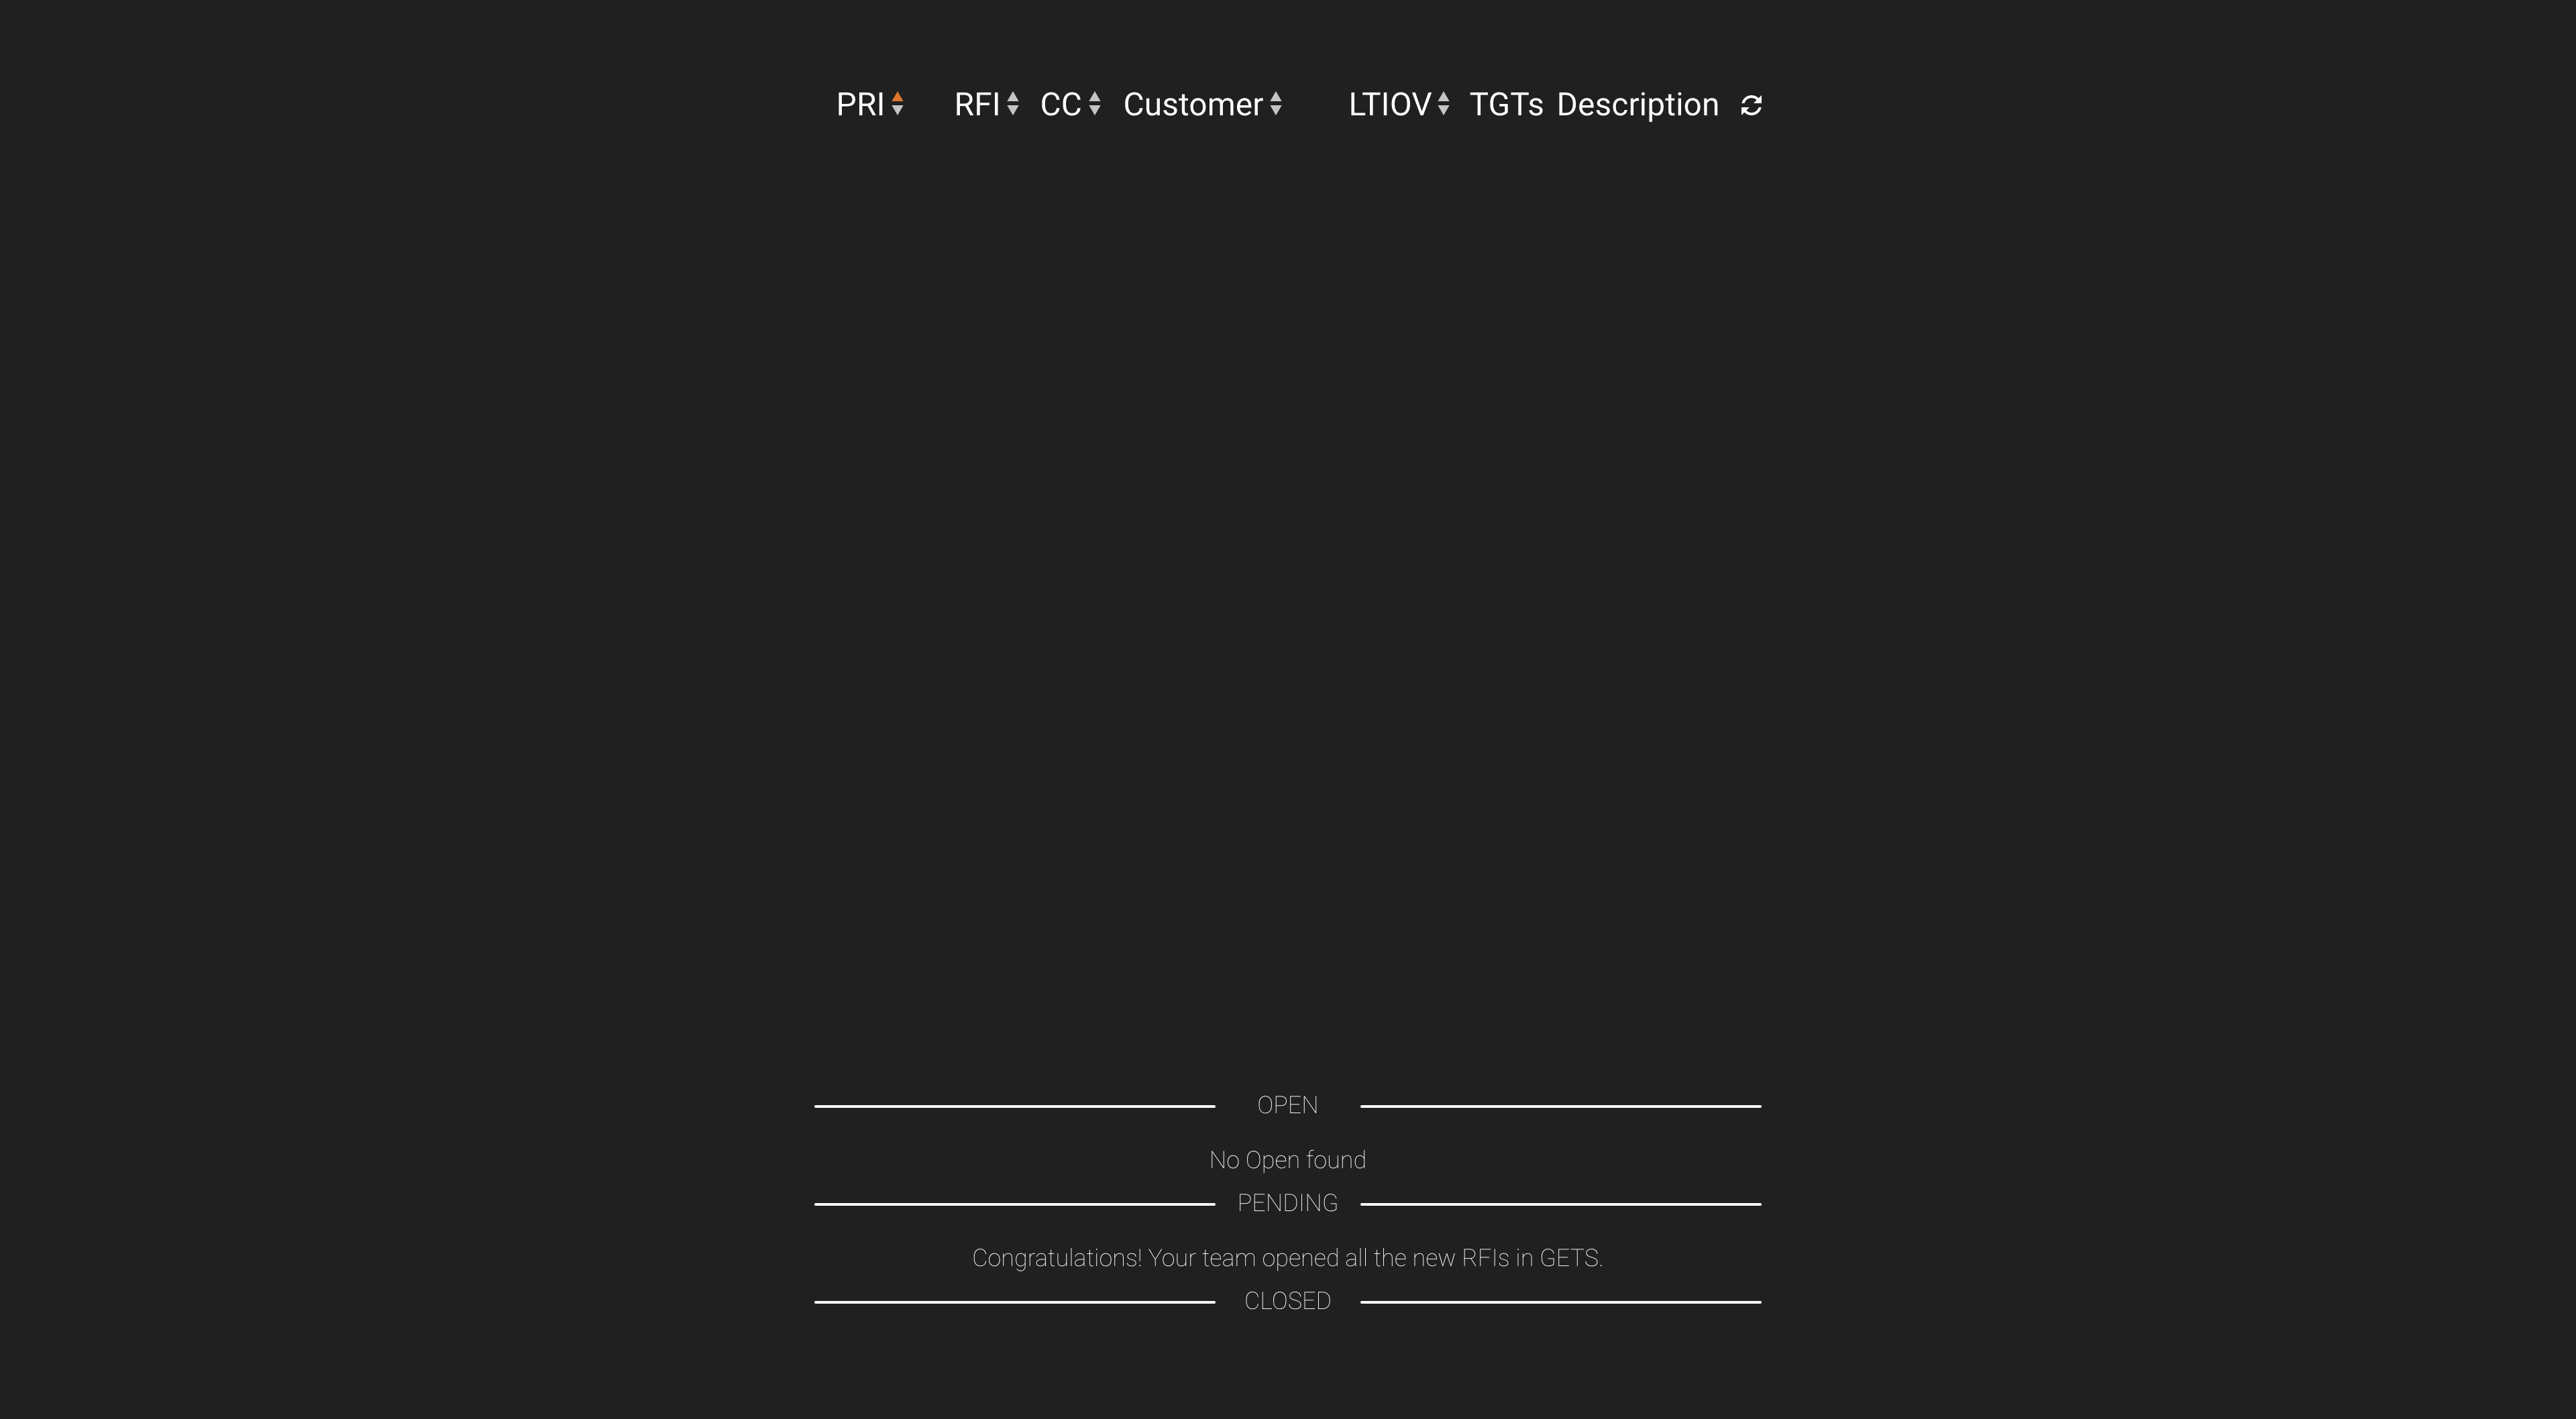 PRI RFI CC Customer LTIOV TGTs Description
OPEN
No Open found
PENDING
Congratulations! Your team opened all the new RFIs in GETS.
CLOSED